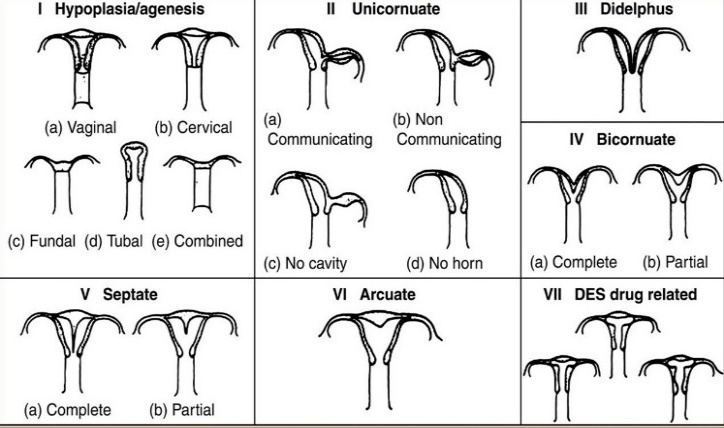 I Hypoplasia/agenesis
(a) Vaginal (b) Cervical
(c) Fundal (d) Tubal (e) Combined
II Unicornuate
(a)
Communicating
(b) Non
Communicating
(c) No cavity (d) No horn
III Didelphus
IV Bicornuate
(a) Complete (b) Partial
V Septate
(a) Complete (b) Partial
VI Arcuate
VII DES drug related